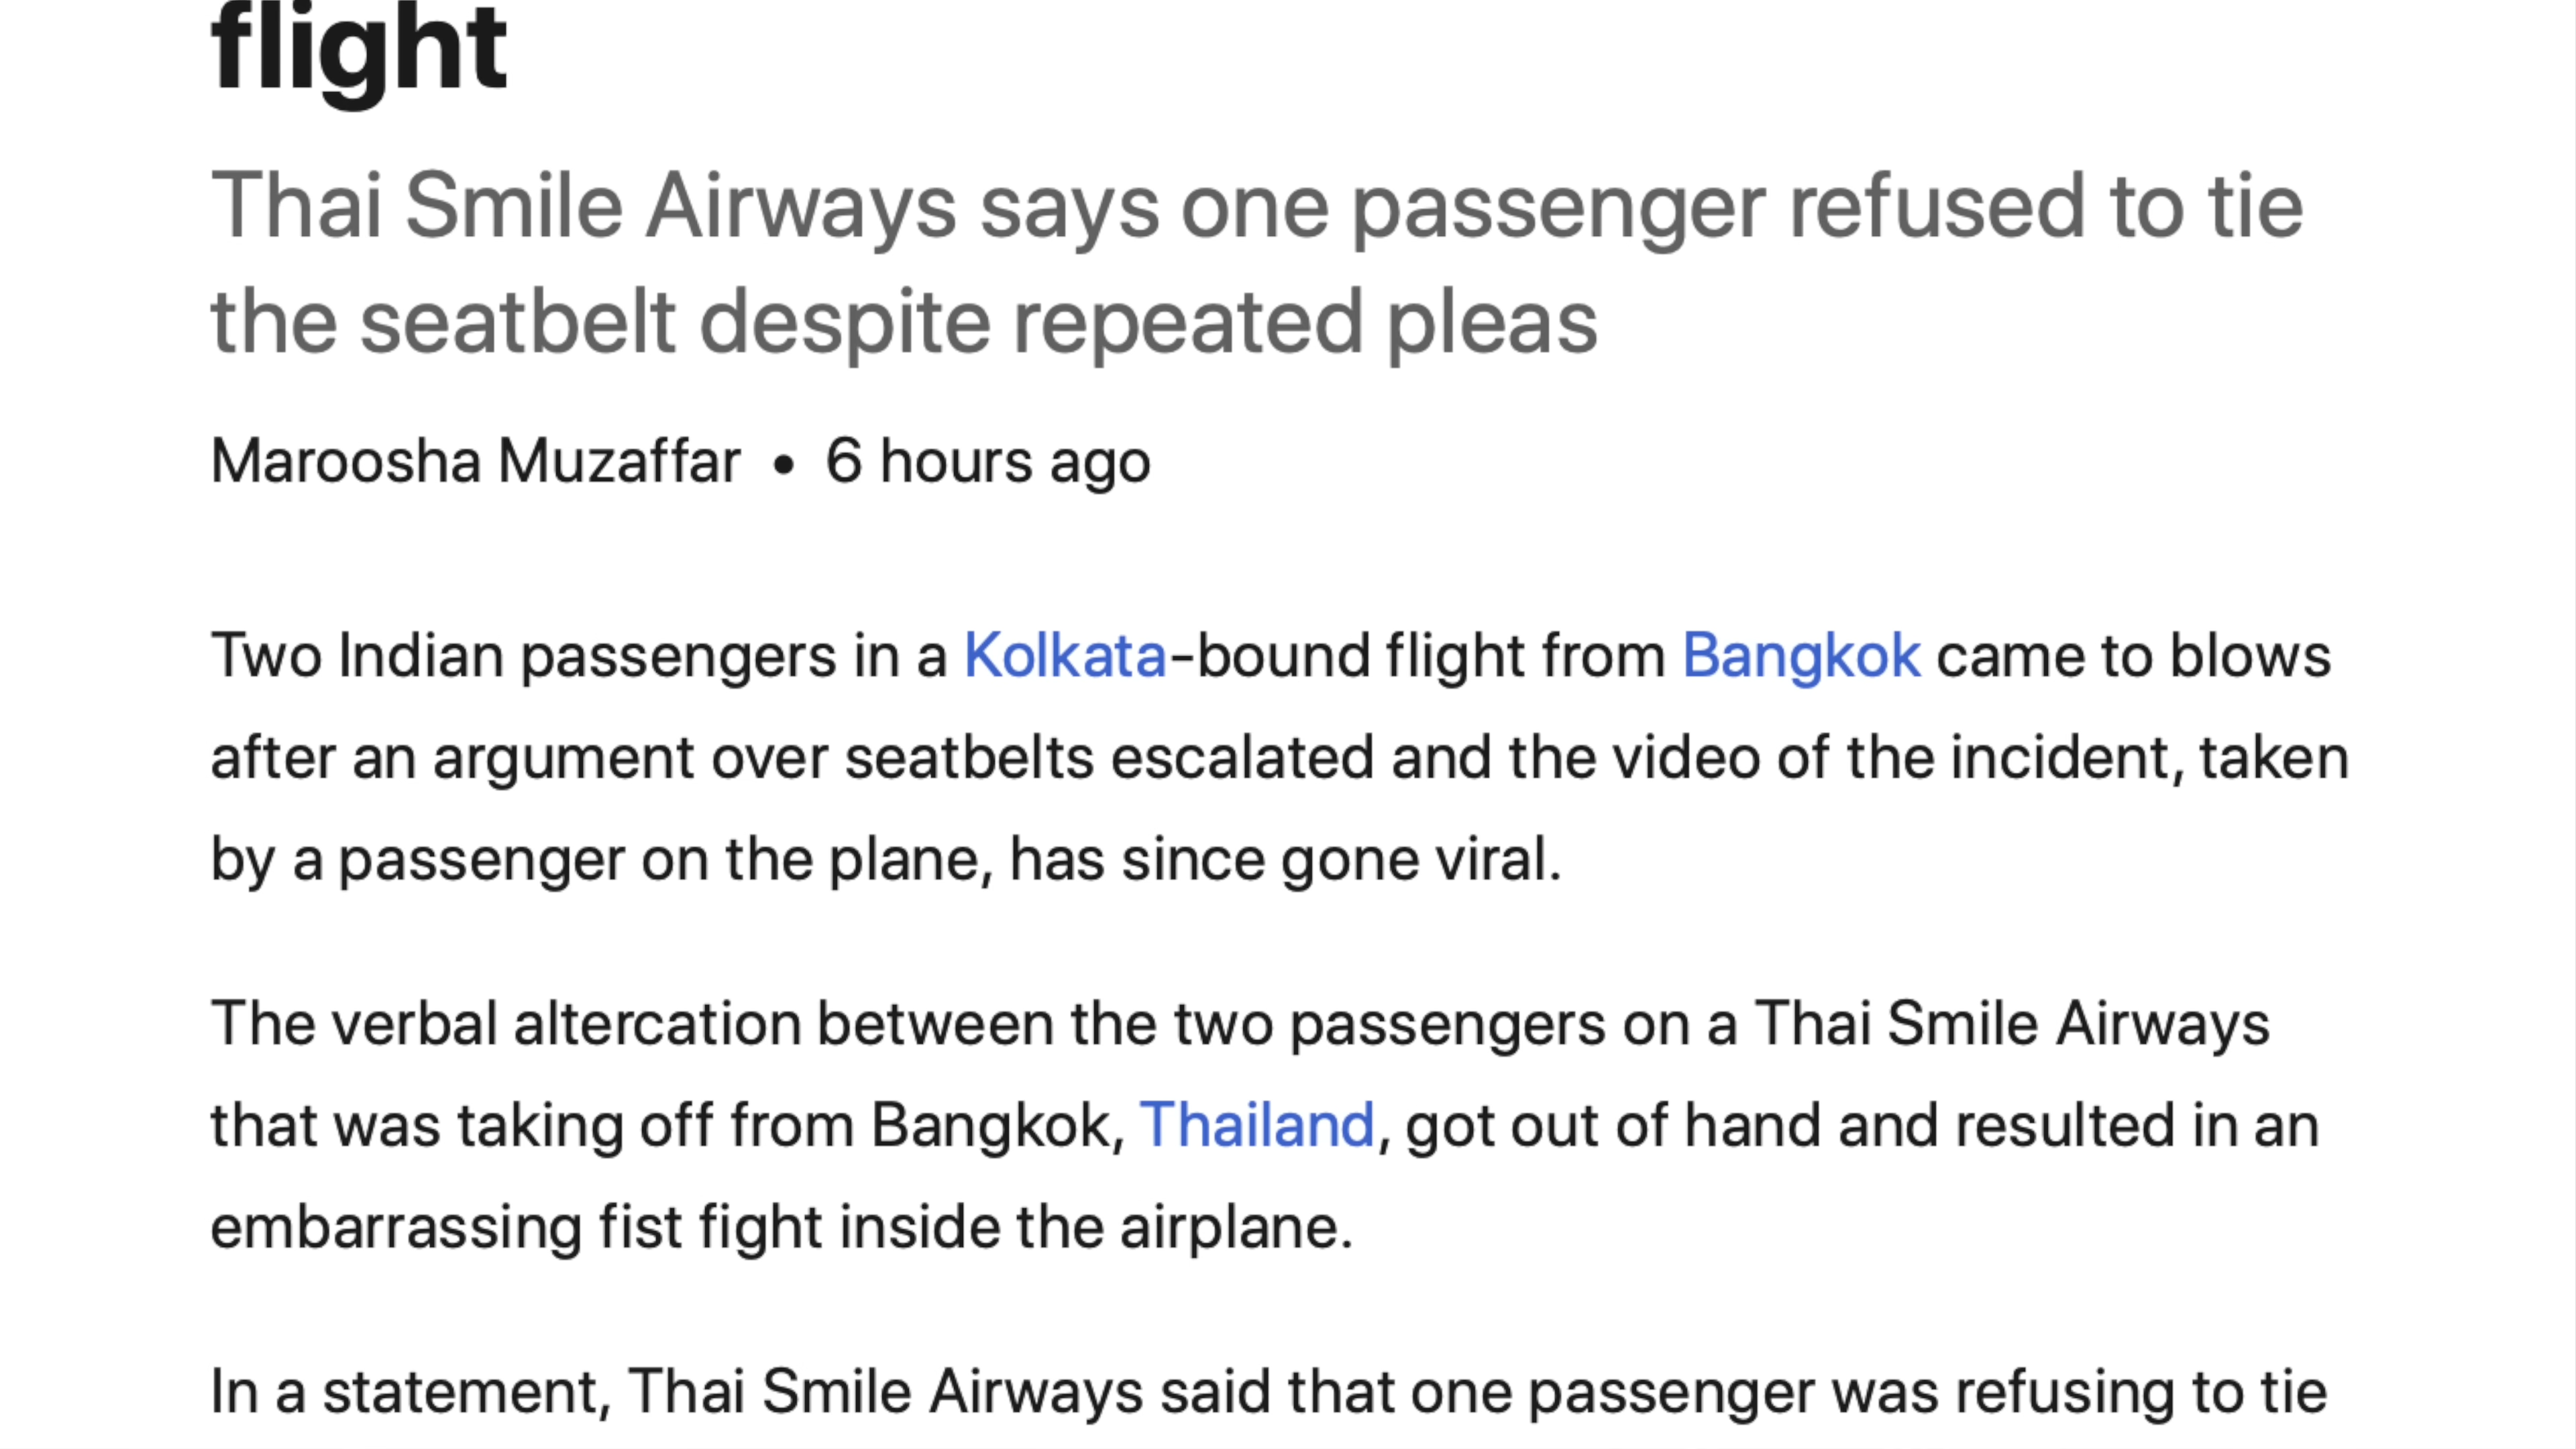 flight
Thai Smile Airways says one passenger refused to tie
the seatbelt despite repeated pleas
Maroosha Muzaffar • 6 hours ago
Two Indian passengers in a Kolkata-bound flight from Bangkok came to blows
after an argument over seatbelts escalated and the video of the incident, taken
by a passenger on the plane, has since gone viral.
The verbal altercation between the two passengers on a Thai Smile Airways
that was taking off from Bangkok, Thailand, got out of hand and resulted in an
embarrassing fist fight inside the airplane.
In a statement, Thai Smile Airways said that one passenger was refusing to tie